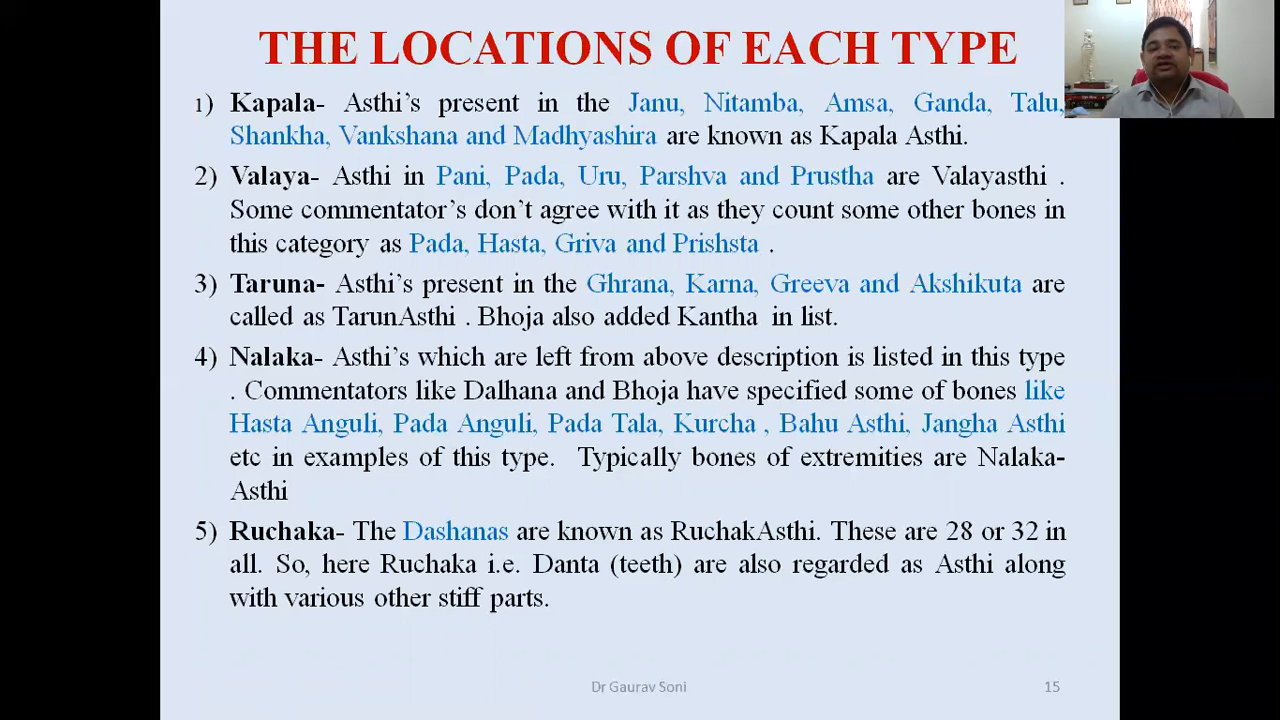 THE LOCATIONS OF EACH TYPE
1) Kapala- Asthi's present in the Janu, Nitamba, Amsa, Ganda, Talu,
Shankha, Vankshana and Madhyashira are known as Kapala Asthi.
2) Valaya- Asthi in Pani, Pada, Uru, Parshva and Prustha are Valayasthi .
Some commentator's don't agree with it as they count some other bones in
this category as Pada, Hasta, Griva and Prishsta .
3) Taruna- Asthi's present in the Ghrana, Karna, Greeva and Akshikuta are
called as TarunAsthi . Bhoja also added Kantha in list.
4) Nalaka- Asthi's which are left from above description is listed in this type
. Commentators like Dalhana and Bhoja have specified some of bones like
Hasta Anguli, Pada Anguli, Pada Tala, Kurcha , Bahu Asthi, Jangha Asthi
etc in examples of this type. Typically bones of extremities are Nalaka-
Asthi
5) Ruchaka- The Dashanas are known as RuchakAsthi. These are 28 or 32 in
all. So, here Ruchaka i.e. Danta (teeth) are also regarded as Asthi along
with various other stiff parts.
Dr Gaurav Soni
15